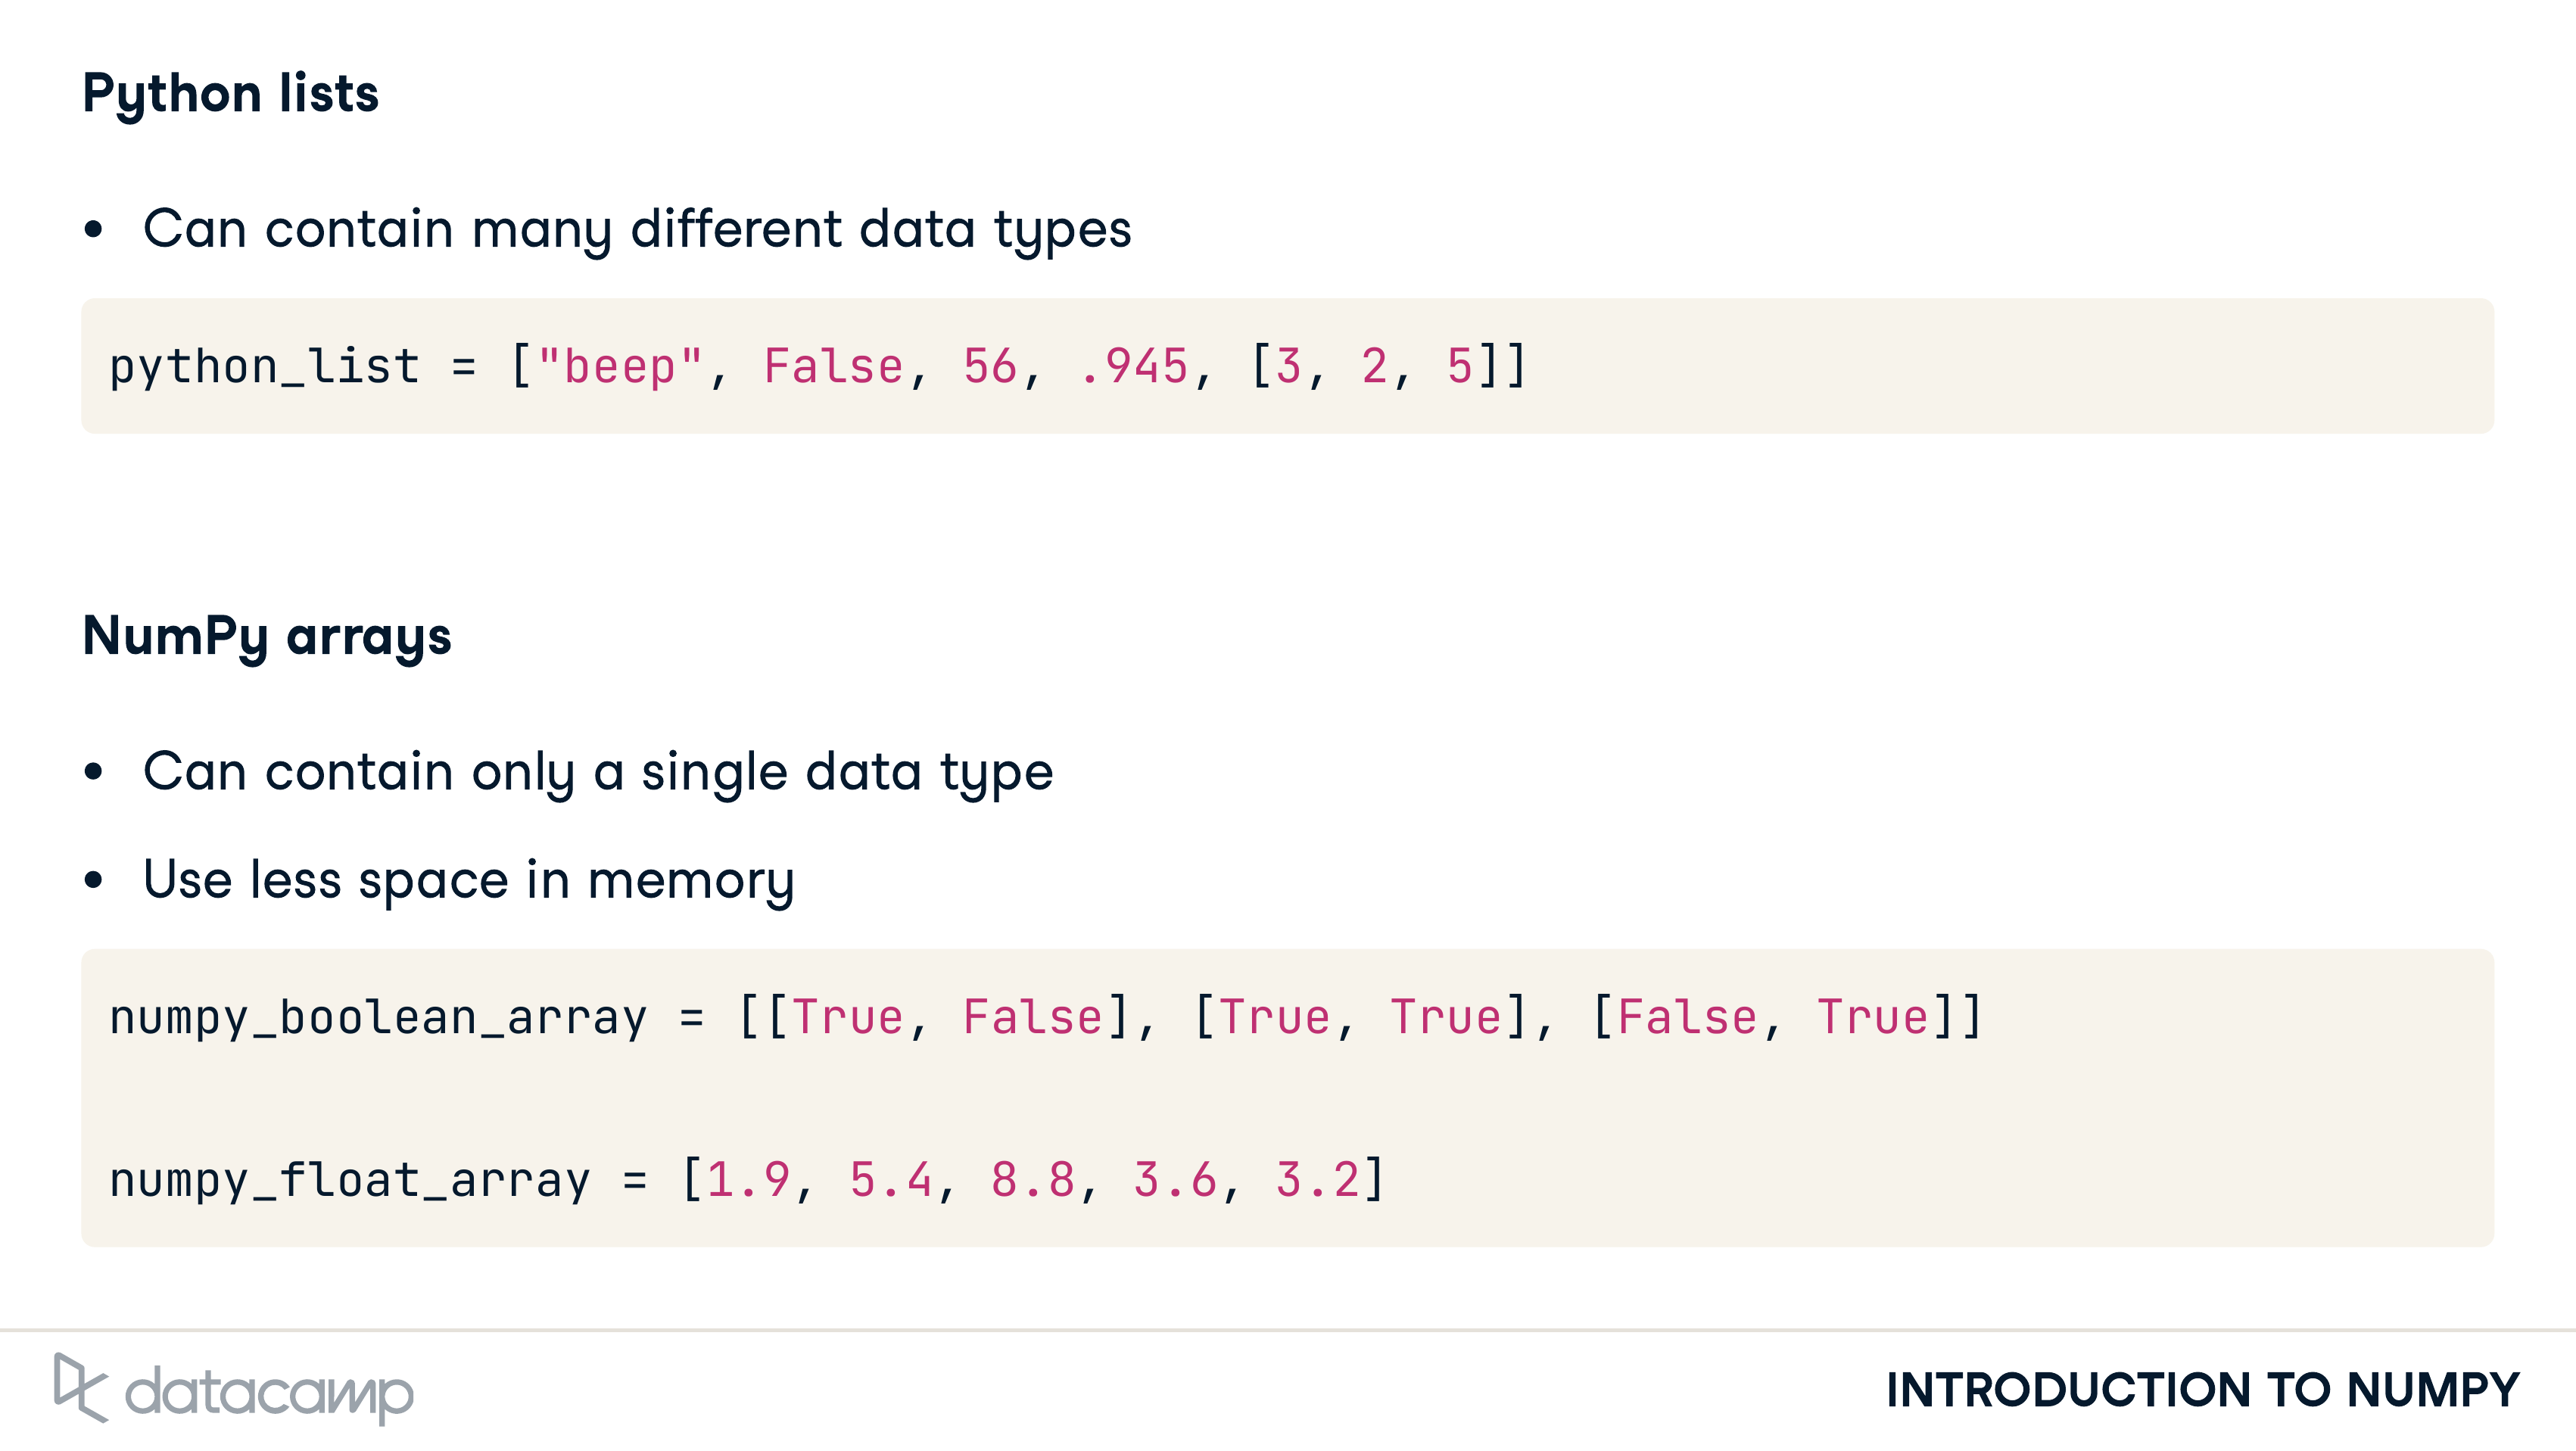 Python lists
• Can contain many different data types
python_list = ["beep", False, 56, .945, [3, 2, 5]]
NumPy arrays
• Can contain only a single data type
• Use less space in memory
numpy_boolean_array = [[True, False], [True, True], [False, True]]
numpy_float_array = [1.9, 5.4, 8.8, 3.6, 3.2]
datacamp
INTRODUCTION TO NUMPY